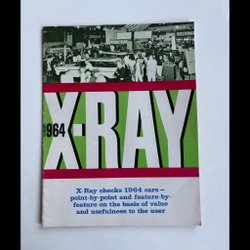 1964
X-RAY
X-Ray checks 1964 cars—
point-by-point and feature-by-
feature on the basis of value
and usefulness to the user